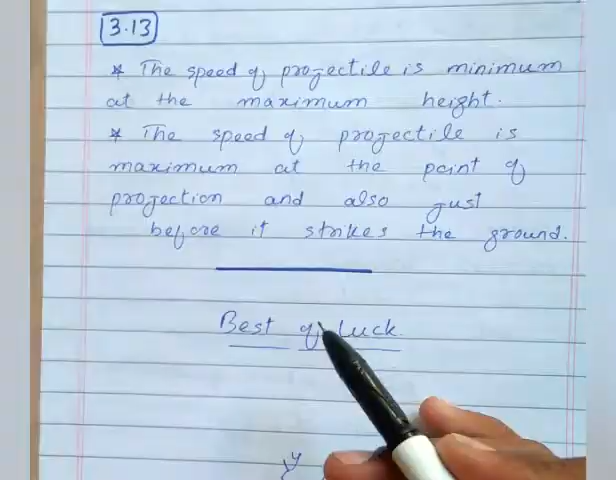 3.13
* The speed of projectile is minimum
at the maximum height.
* The speed of projectile is
maximum at the point of
projection and also just
before it strikes the ground.
Best of luck.
y